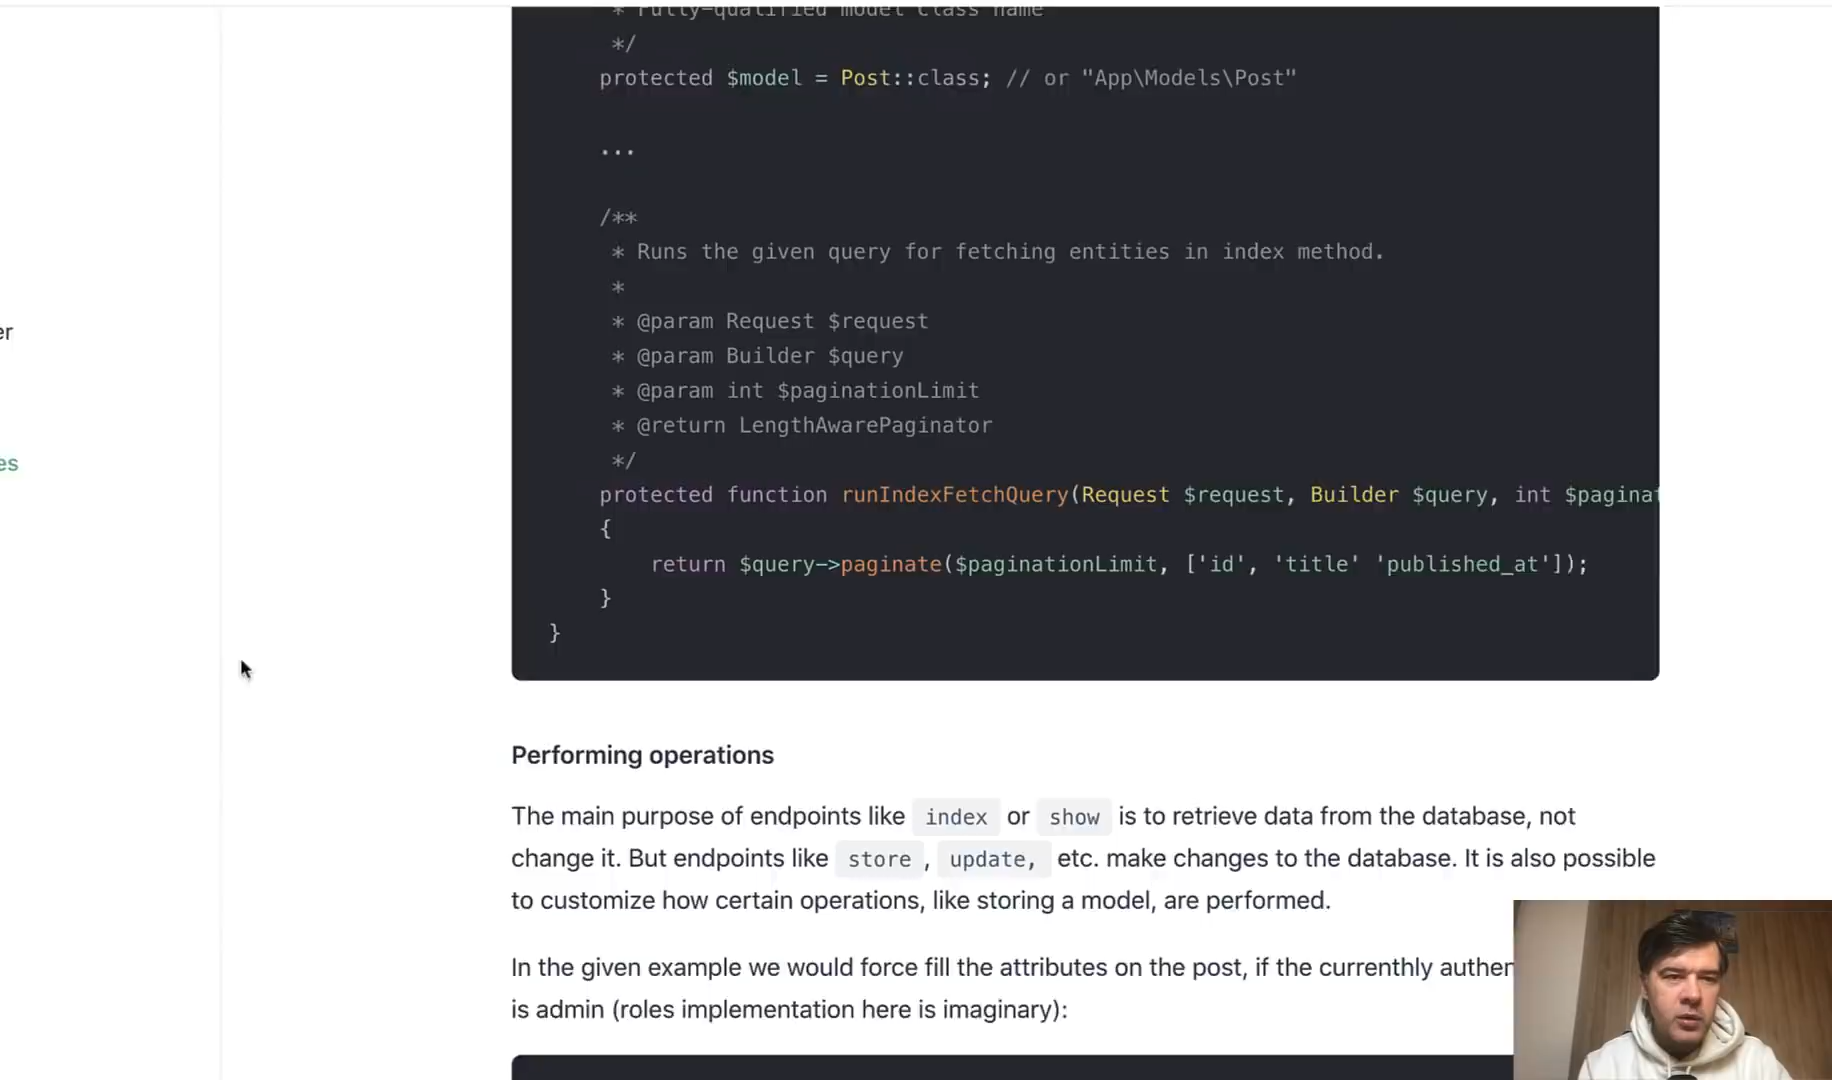 * Fully-qualified model class name
*/
protected $model = Post::class; // or "App\Models\Post"
...
/**
* Runs the given query for fetching entities in index method.
*
* @param Request $request
* @param Builder $query
* @param int $paginationLimit
* @return LengthAwarePaginator
*/
protected function runIndexFetchQuery(Request $request, Builder $query, int $paginat
{
return $query->paginate($paginationLimit, ['id', 'title' 'published_at']);
}
}
er
es
Performing operations
The main purpose of endpoints like index or show is to retrieve data from the database, not
change it. But endpoints like store , update, etc. make changes to the database. It is also possible
to customize how certain operations, like storing a model, are performed.
In the given example we would force fill the attributes on the post, if the currenthly authen
is admin (roles implementation here is imaginary):